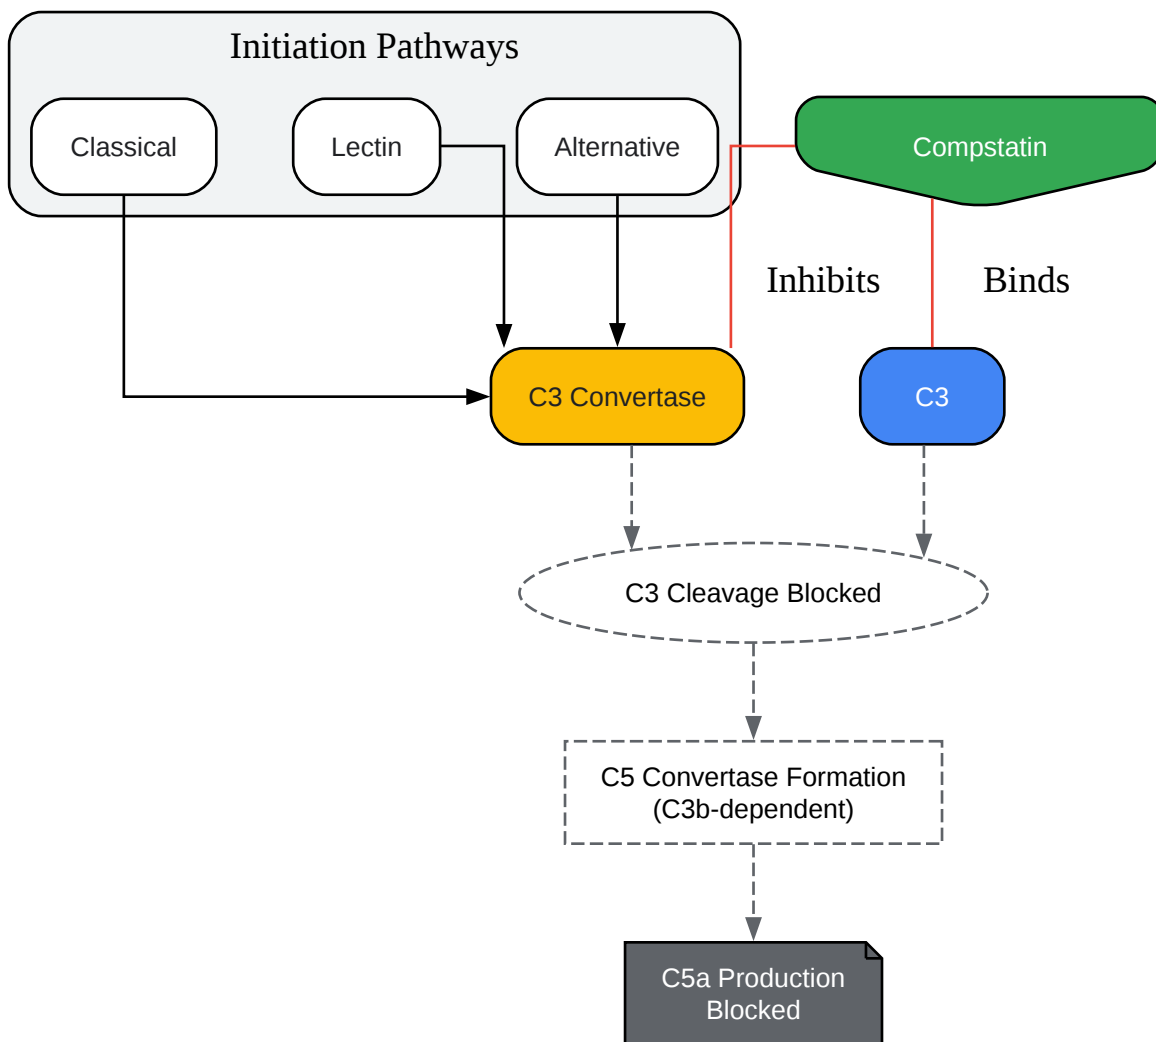 Initiation Pathways
Classical
Lectin
Alternative
Compstatin
Inhibits
Binds
C3 Convertase
C3
C3 Cleavage Blocked
C5 Convertase Formation
(C3b-dependent)
C5a Production
Blocked